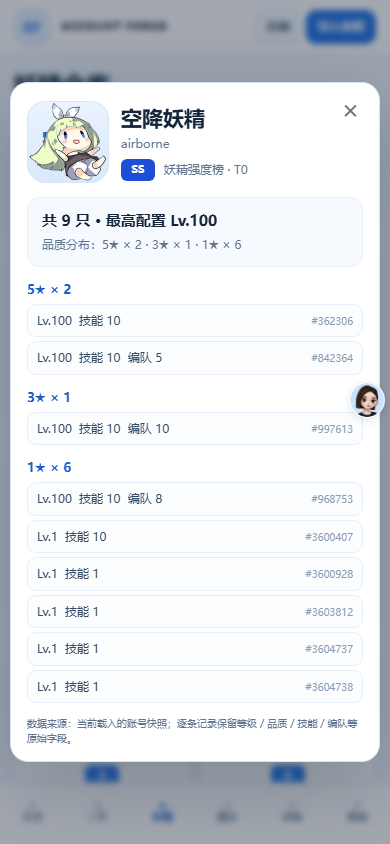 ACCOUNT FORGE
空降妖精
airborne
SS 妖精强度榜 · T0
共 9 只 • 最高配置 Lv.100
品质分布：5★ × 2 · 3★ × 1 · 1★ × 6
5★ × 2
Lv.100 技能 10 #362306
Lv.100 技能 10 编队 5 #842364
3★ × 1
Lv.100 技能 10 编队 10 #997613
1★ × 6
Lv.100 技能 10 编队 8 #968753
Lv.1 技能 10 #3600407
Lv.1 技能 1 #3600928
Lv.1 技能 1 #3603812
Lv.1 技能 1 #3604737
Lv.1 技能 1 #3604738
数据来源：当前载入的账号快照；逐条记录保留等级 / 品质 / 技能 / 编队等
原始字段。